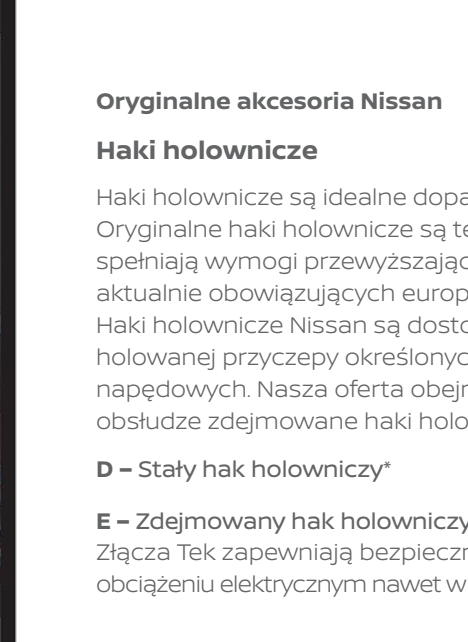 Oryginalne akcesoria Nissan
Haki holownicze
Haki holownicze są idealne dopa
Oryginalne haki holownicze są te
spełniają wymogi przewyższając
aktualnie obowiązujących europ
Haki holownicze Nissan są dosto
holowanej przyczepy określonyc
napędowych. Nasza oferta obejm
obsłudze zdejmowane haki holo
D – Stały hak holowniczy*
E – Zdejmowany hak holowniczy
Złącza Tek zapewniają bezpieczn
obciążeniu elektrycznym nawet w